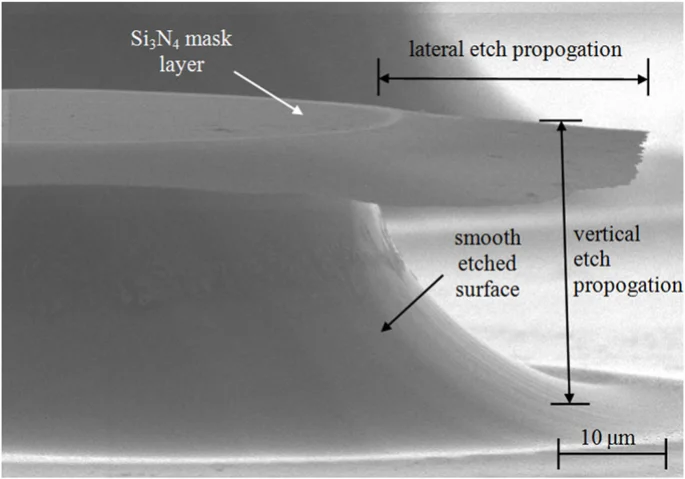 Si₃N₄ mask
layer
lateral etch propogation
smooth
etched
surface
vertical
etch
propogation
10 µm